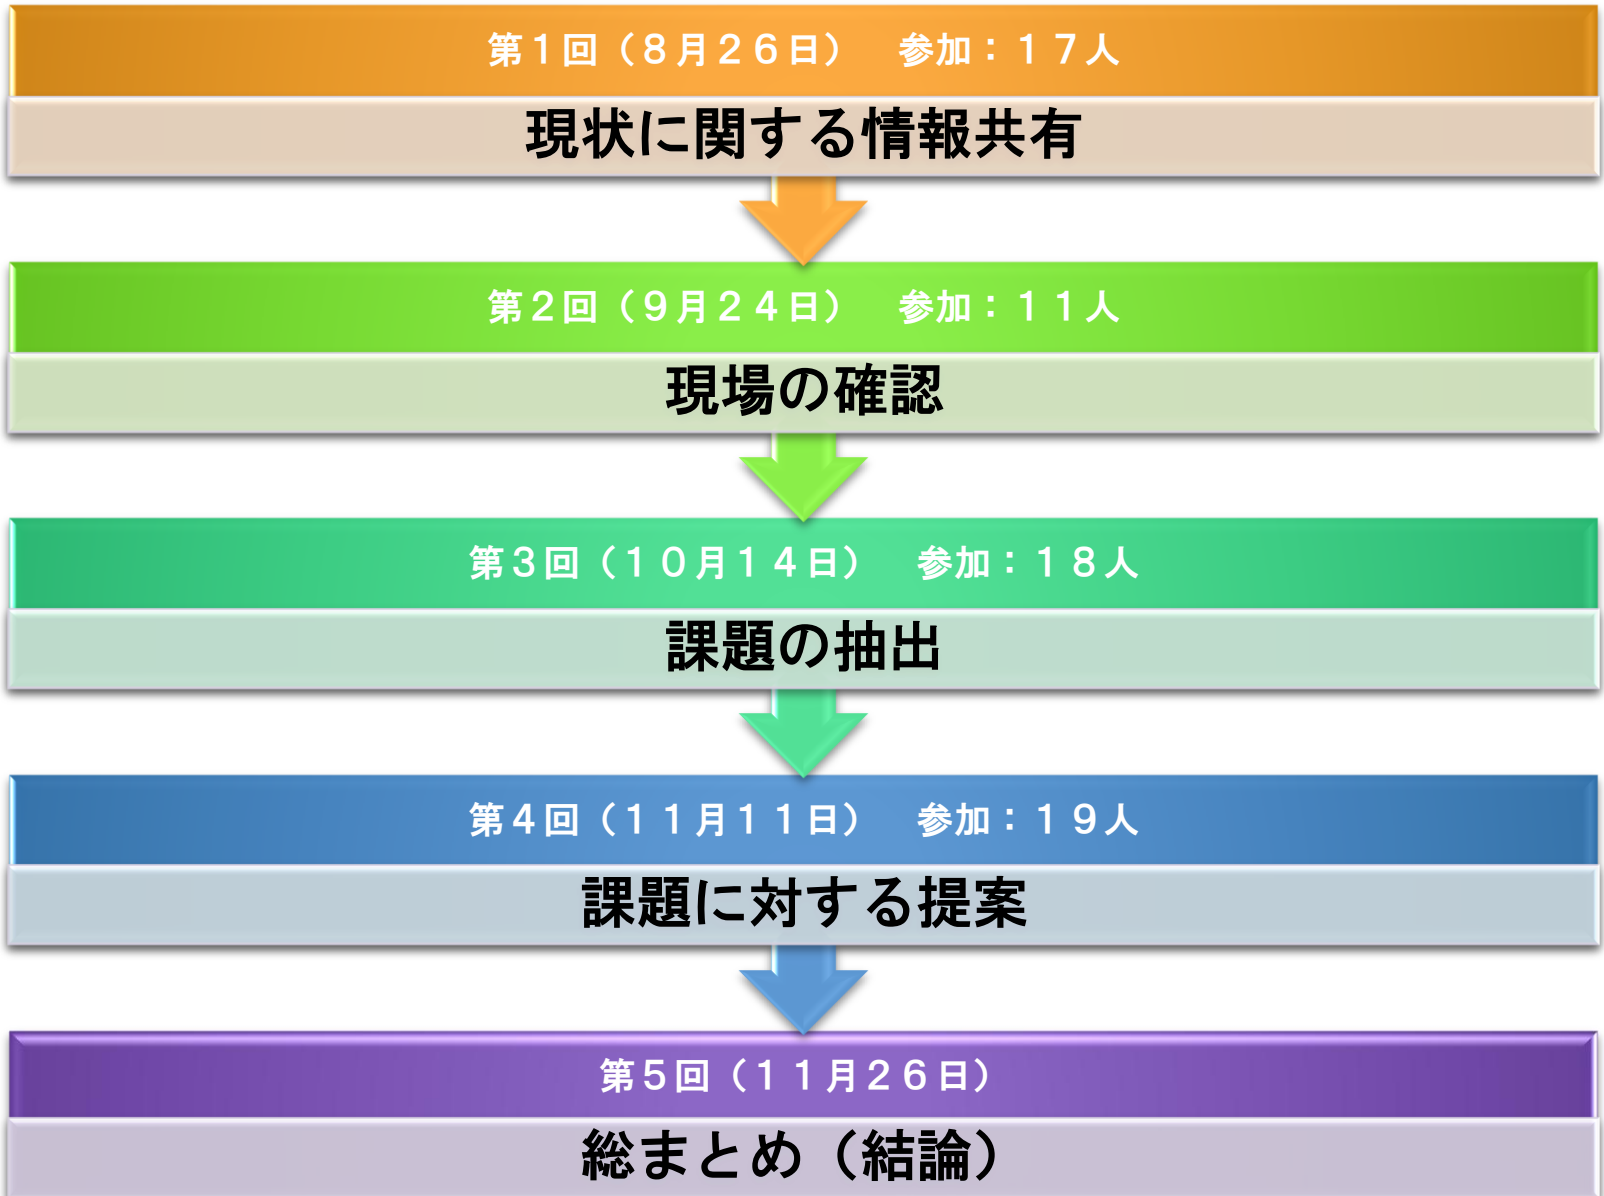 第１回（８月２６日）　参加：１７人
現状に関する情報共有
第２回（９月２４日）　参加：１１人
現場の確認
第３回（１０月１４日）　参加：１８人
課題の抽出
第４回（１１月１１日）　参加：１９人
課題に対する提案
第５回（１１月２６日）
総まとめ（結論）